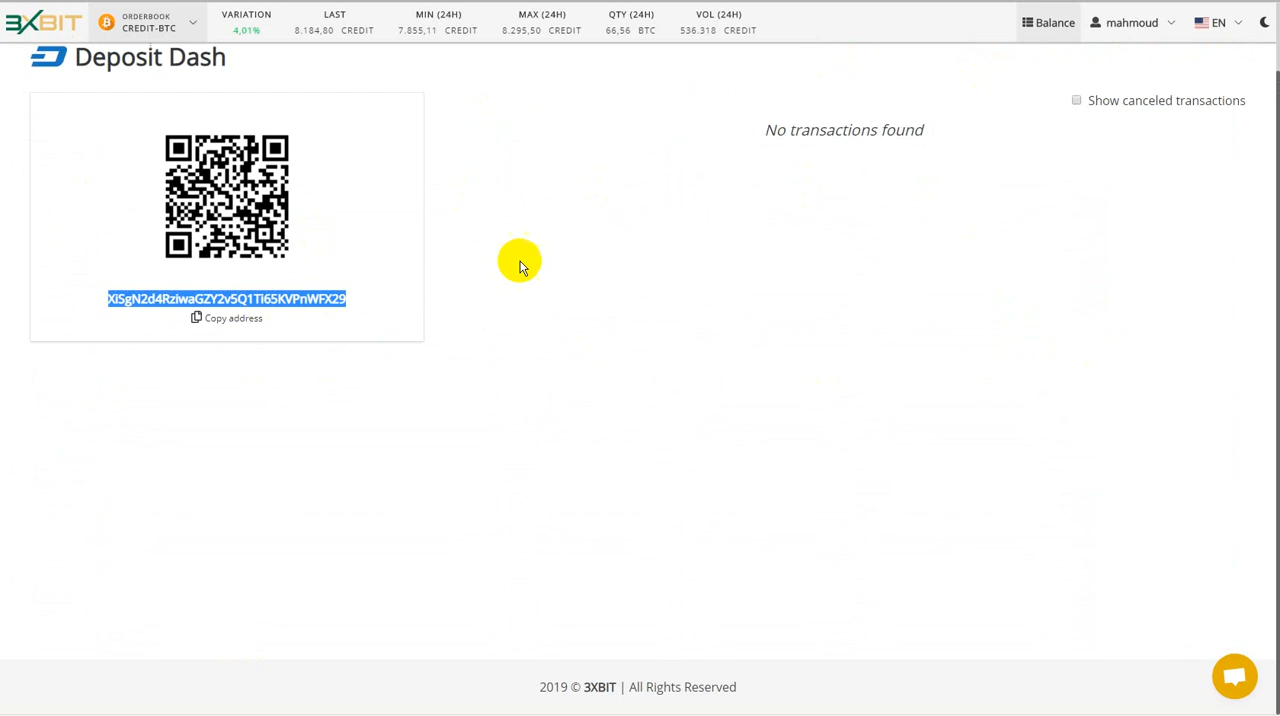 3XBIT
ORDERBOOK
CREDIT-BTC
VARIATION
4,01%
LAST
8.184,80 CREDIT
MIN (24H)
7.855,11 CREDIT
MAX (24H)
8.295,50 CREDIT
QTY (24H)
66,56 BTC
VOL (24H)
536.318 CREDIT
Balance
mahmoud
EN
Deposit Dash
Show canceled transactions
No transactions found
XiSgN2d4RziwaGZY2v5Q1Ti65KVPnWFX29
Copy address
2019 © 3XBIT | All Rights Reserved